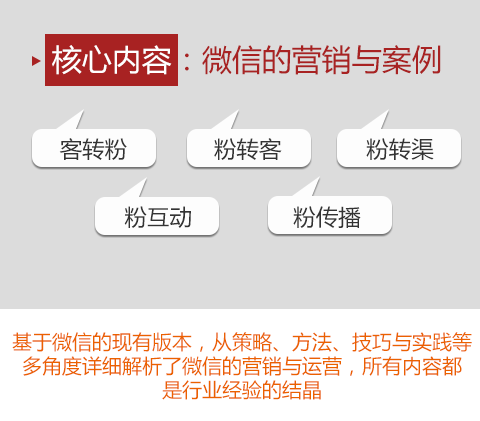 核心内容：微信的营销与案例
客转粉 粉转客 粉转渠
粉互动 粉传播
基于微信的现有版本，从策略、方法、技巧与实践等
多角度详细解析了微信的营销与运营，所有内容都
是行业经验的结晶